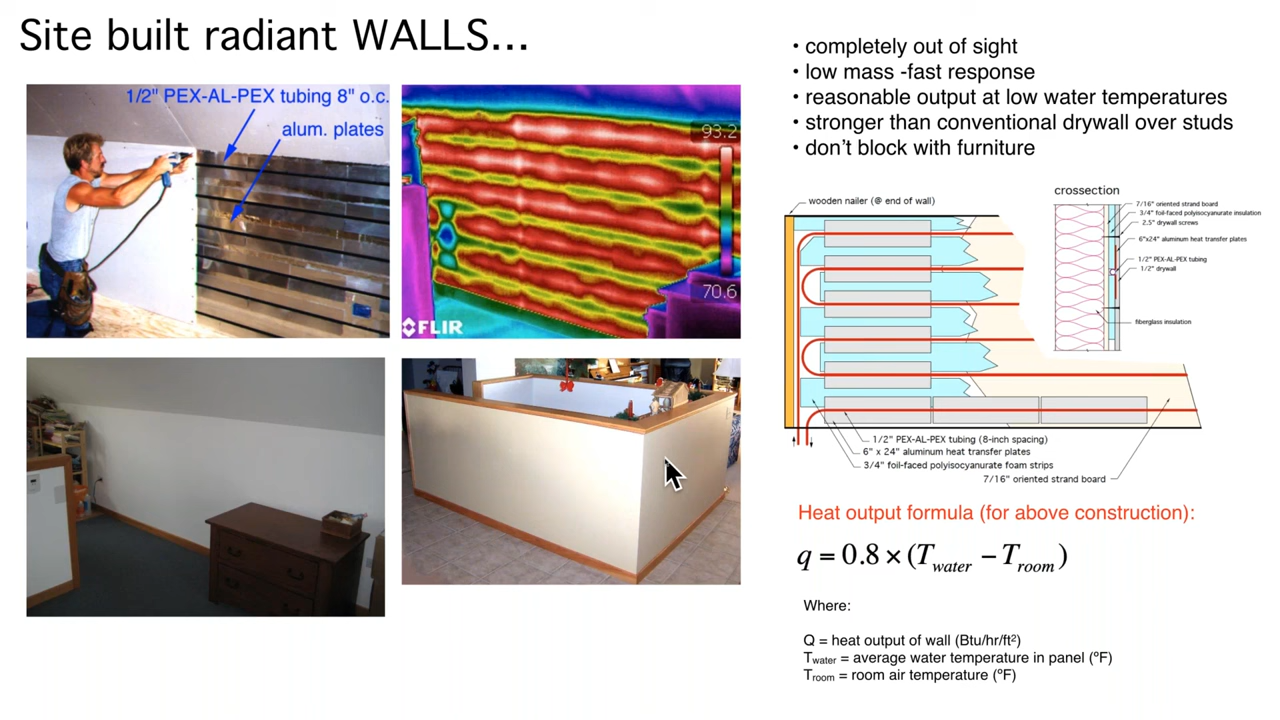 Site built radiant WALLS...
1/2" PEX-AL-PEX tubing 8" o.c.
alum. plates
93.2
70.6
FLIR
• completely out of sight
• low mass -fast response
• reasonable output at low water temperatures
• stronger than conventional drywall over studs
• don’t block with furniture
wooden nailer (@ end of wall)
crossection
7/16" oriented strand board
3/4" foil-faced polyisocyanurate insulation
2.5" drywall screws
6"x24" aluminum heat transfer plates
1/2" PEX-AL-PEX tubing
1/2" drywall
fiberglass insulation
1/2" PEX-AL-PEX tubing (8-inch spacing)
6" x 24" aluminum heat transfer plates
3/4" foil-faced polyisocyanurate foam strips
7/16" oriented strand board
Heat output formula (for above construction):
q = 0.8 × (Twater − Troom)
Where:
Q = heat output of wall (Btu/hr/ft²)
Twater = average water temperature in panel (ºF)
Troom = room air temperature (ºF)